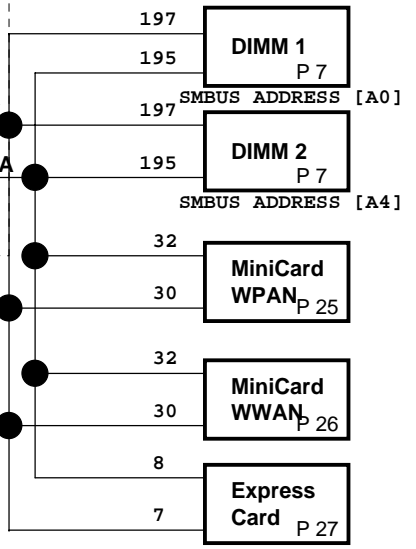 197
DIMM 1
195
P 7
SMBUS ADDRESS [A0]
197
DIMM 2
A
195
P 7
SMBUS ADDRESS [A4]
32
MiniCard
30
WPAN P 25
32
MiniCard
30
WWAN P 26
8
Express
7
Card P 27